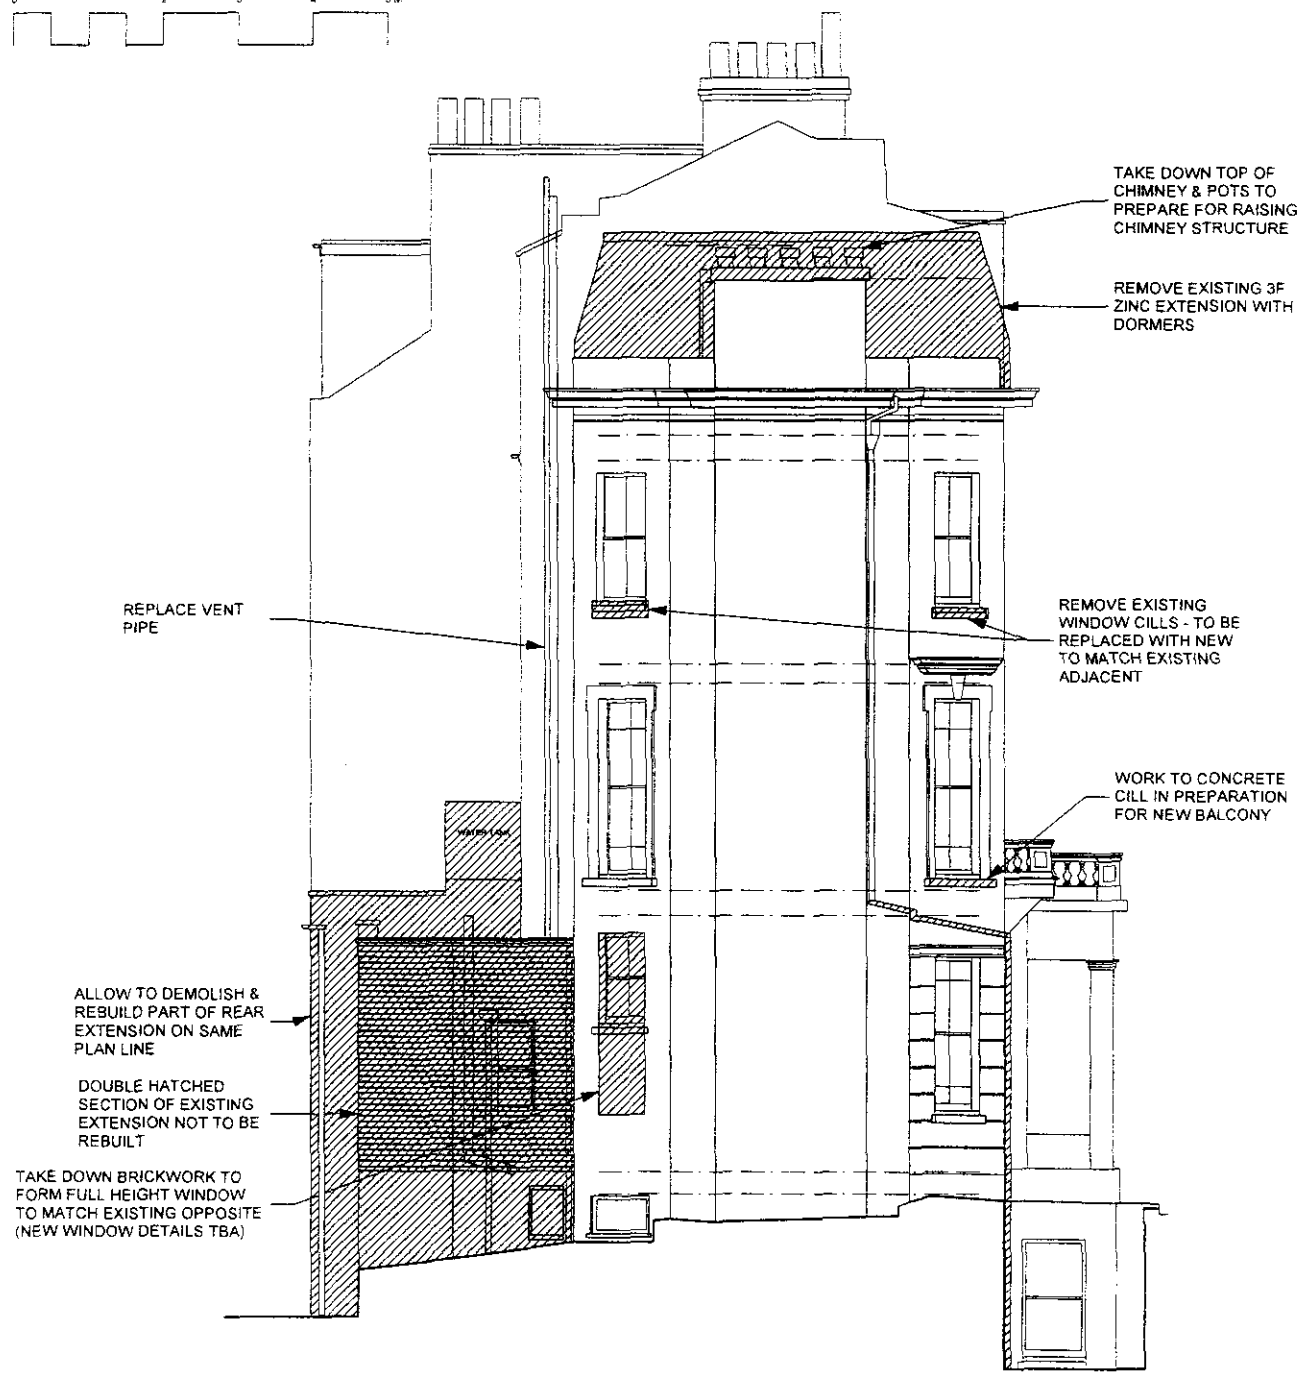 TAKE DOWN TOP OF
CHIMNEY & POTS TO
PREPARE FOR RAISING
CHIMNEY STRUCTURE
REMOVE EXISTING 3F
ZINC EXTENSION WITH
DORMERS
REPLACE VENT
PIPE
REMOVE EXISTING
WINDOW CILLS - TO BE
REPLACED WITH NEW
TO MATCH EXISTING
ADJACENT
WORK TO CONCRETE
CILL IN PREPARATION
FOR NEW BALCONY
WATER TANK
ALLOW TO DEMOLISH &
REBUILD PART OF REAR
EXTENSION ON SAME
PLAN LINE
DOUBLE HATCHED
SECTION OF EXISTING
EXTENSION NOT TO BE
REBUILT
TAKE DOWN BRICKWORK TO
FORM FULL HEIGHT WINDOW
TO MATCH EXISTING OPPOSITE
(NEW WINDOW DETAILS TBA)